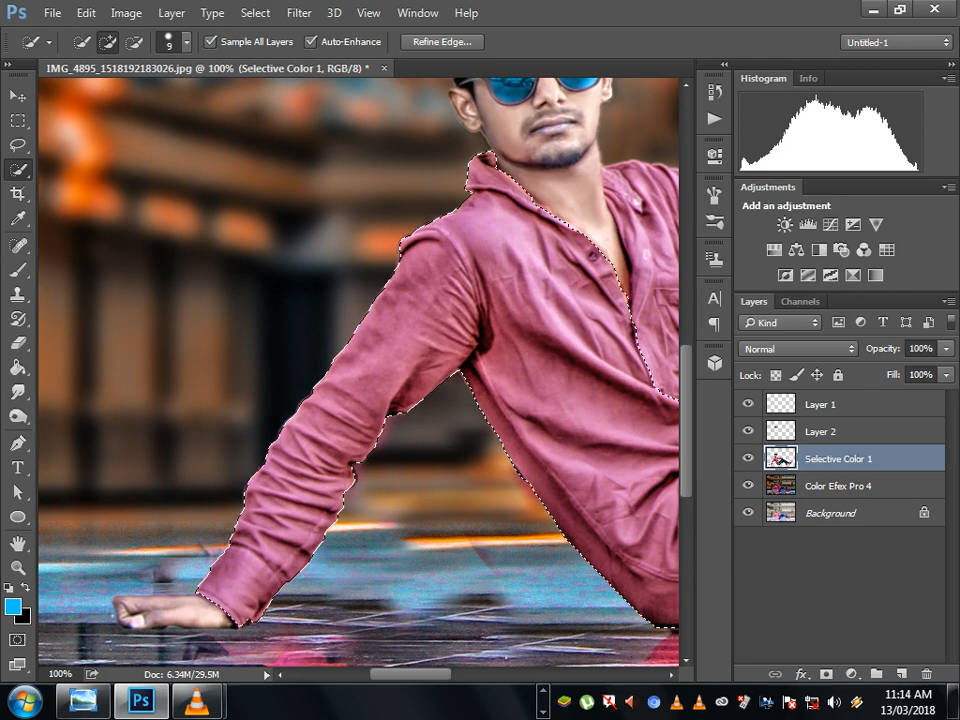 Ps File Edit Image Layer Type Select Filter 3D View Window Help
9 Sample All Layers Auto-Enhance Refine Edge... Untitled-1
IMG_4895_1518192183026.jpg @ 100% (Selective Color 1, RGB/8) * ×
Histogram Info
Adjustments
Add an adjustment
Layers Channels
Kind
Normal Opacity: 100%
Lock: Fill: 100%
Layer 1
Layer 2
Selective Color 1
Color Efex Pro 4
Background
100% Doc: 6.34M/29.5M
fx
Ps
11:14 AM
13/03/2018